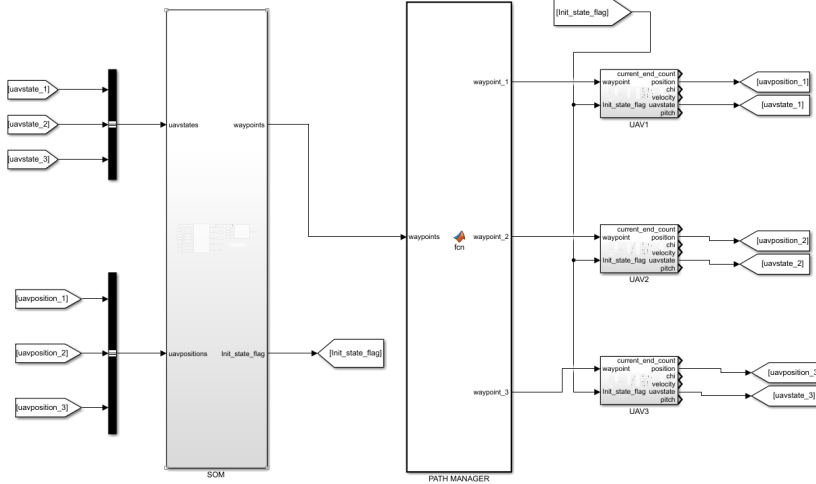 [Init_state_flag]
[uavstate_1]
[uavstate_2]
[uavstate_3]
[uavposition_1]
[uavposition_2]
[uavposition_3]
uavstates
waypoints
uavpositions
Init_state_flag
SOM
[Init_state_flag]
waypoints
fcn
waypoint_1
waypoint_2
waypoint_3
PATH MANAGER
current_end_count
waypoint
position
chi
velocity
Init_state_flag
uavstate
pitch
UAV1
[uavposition_1]
[uavstate_1]
current_end_count
waypoint
position
chi
velocity
Init_state_flag
uavstate
pitch
UAV2
[uavposition_2]
[uavstate_2]
current_end_count
waypoint
position
chi
velocity
Init_state_flag
uavstate
pitch
UAV3
[uavposition_3
[uavstate_3]